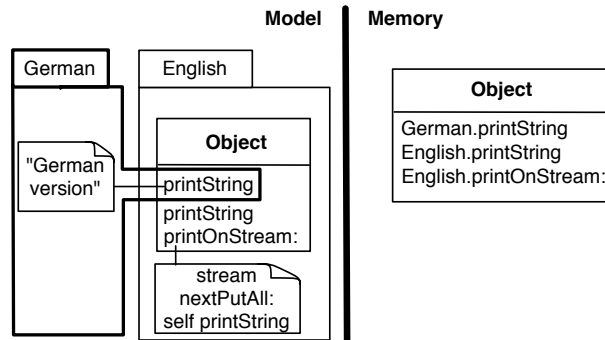 Model
Memory
German
English
Object
"German
version"
printString
printString
printOnStream:
stream
nextPutAll:
self printString
Object
German.printString
English.printString
English.printOnStream: